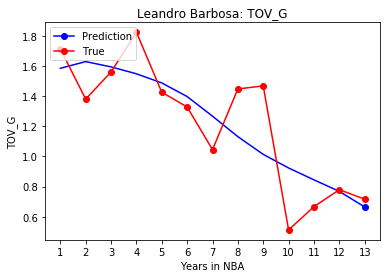 Leandro Barbosa: TOV_G
Prediction
True
1.8
1.6
1.4
1.2
1.0
0.8
0.6
TOV_G
1 2 3 4 5 6 7 8 9 10 11 12 13
Years in NBA